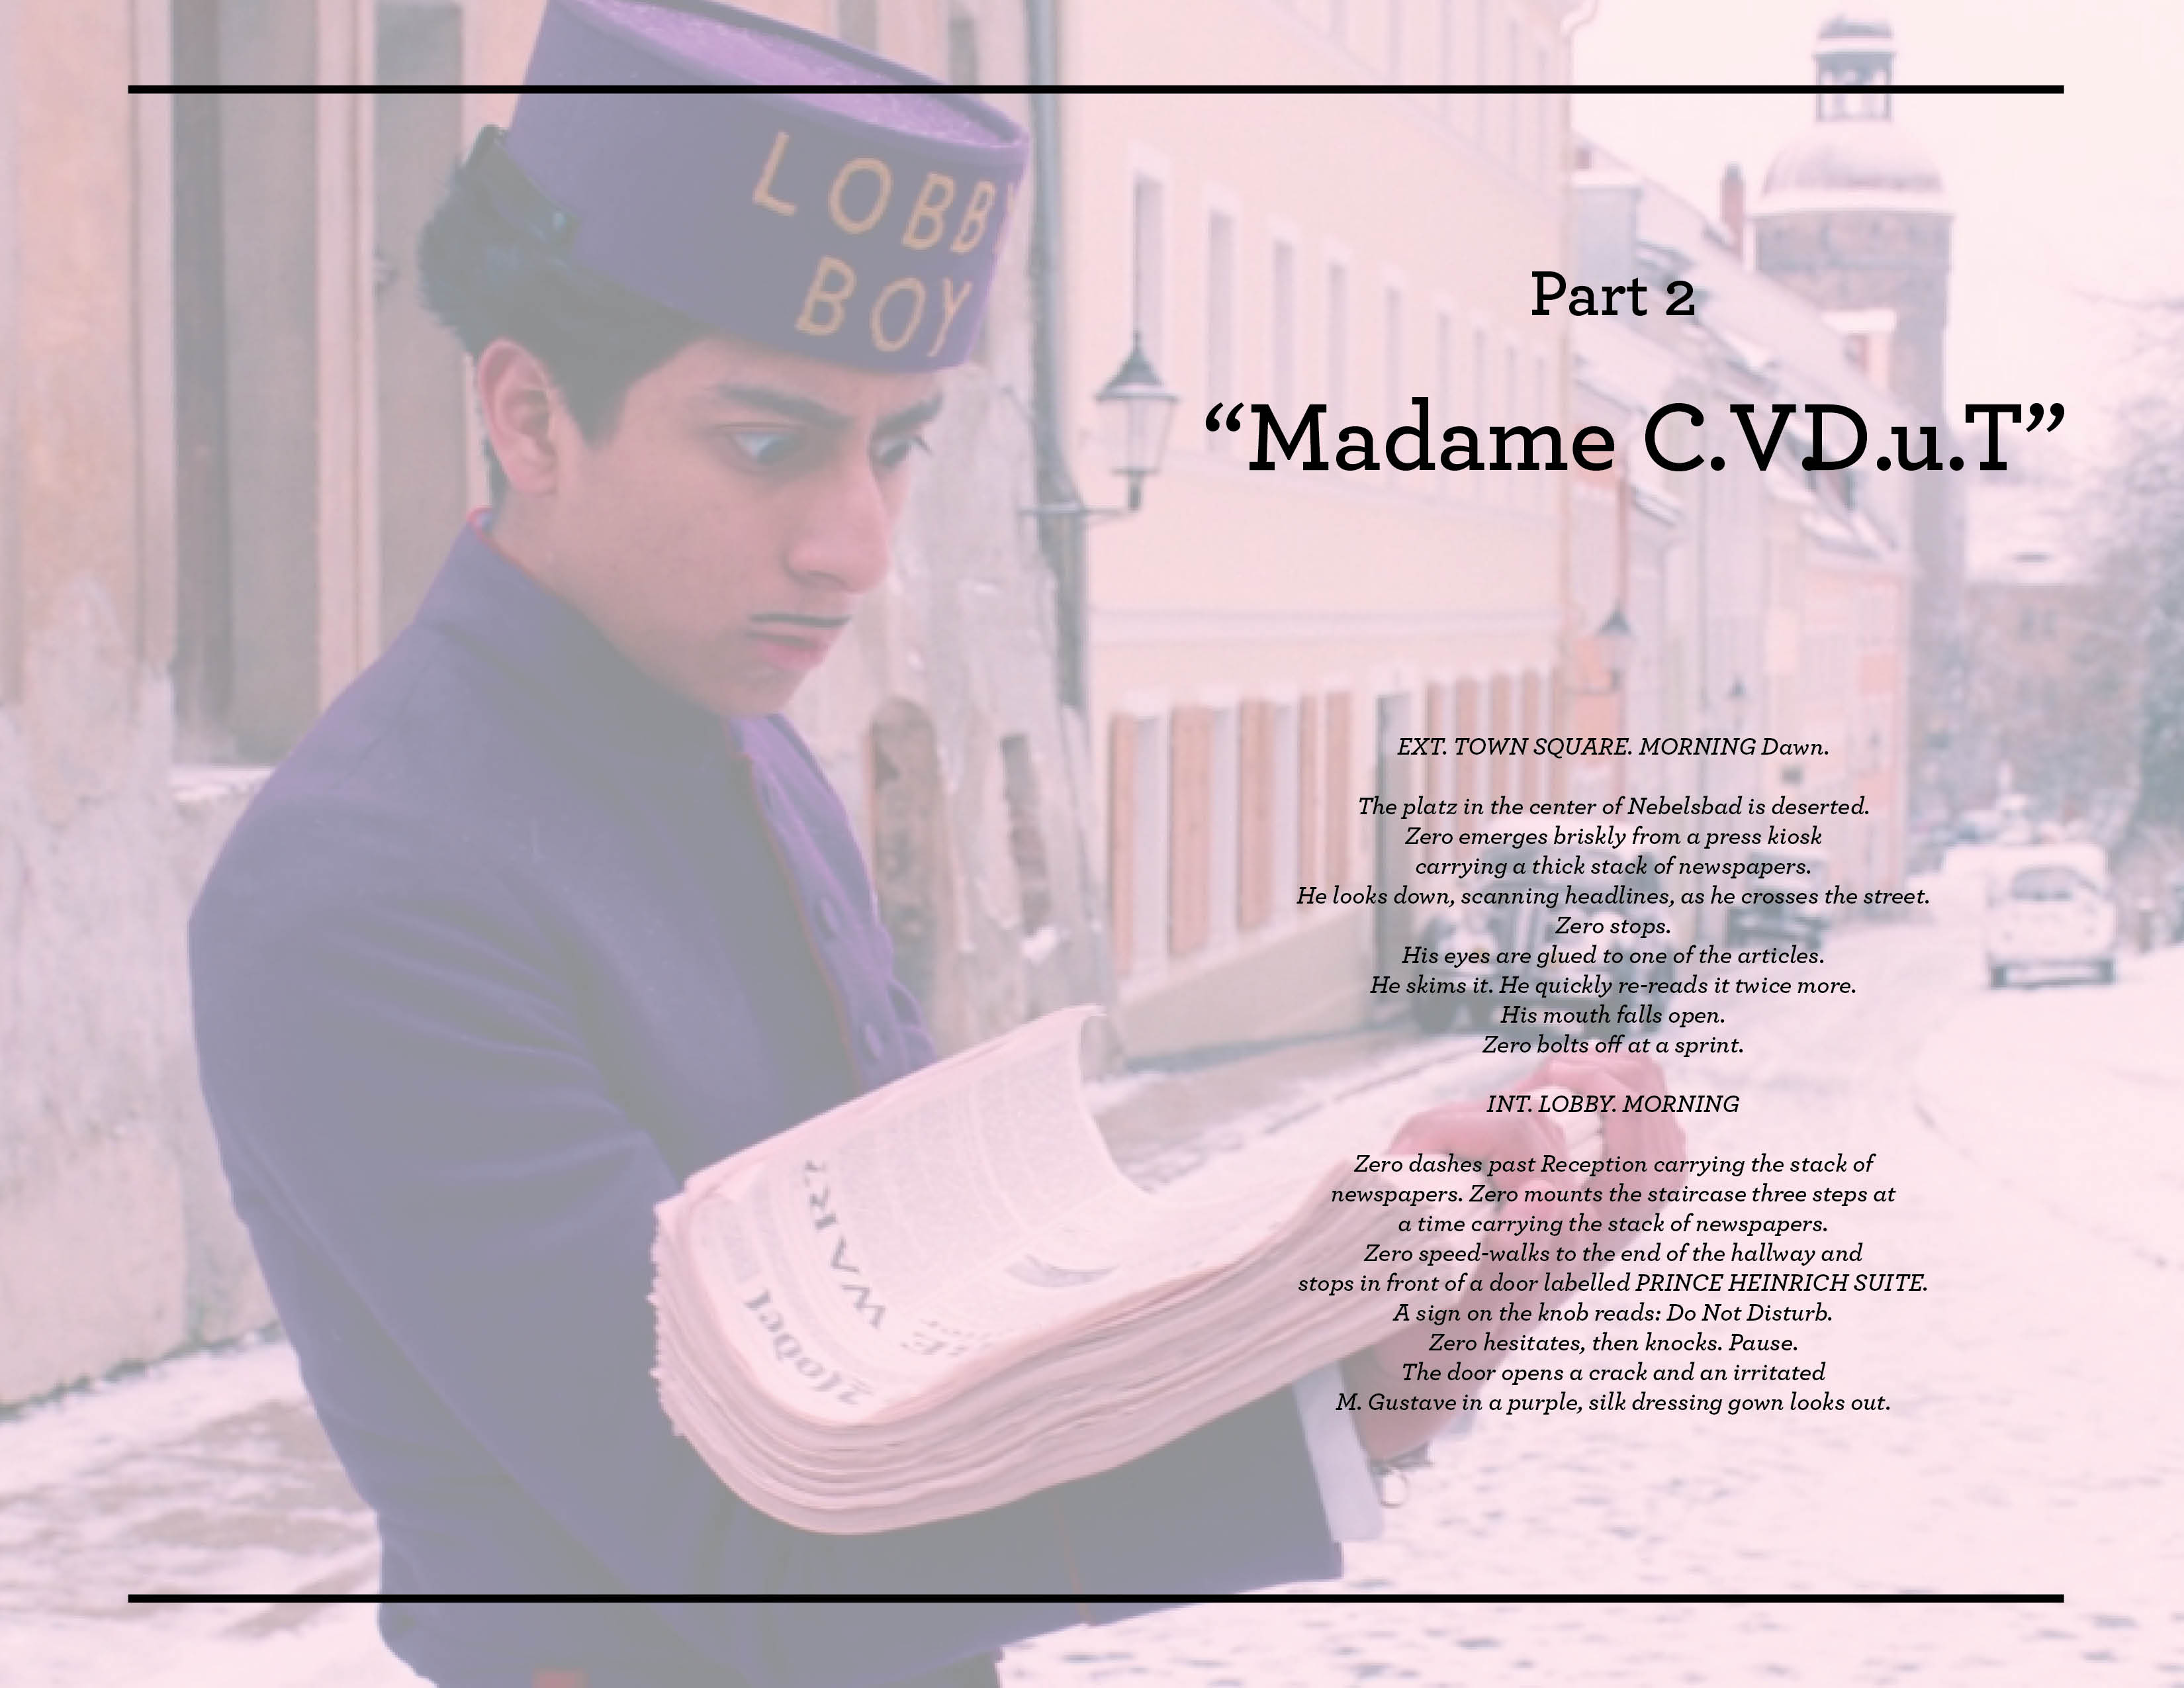 LOBBY
BOY
Part 2
“Madame C.VD.u.T”
EXT. TOWN SQUARE. MORNING Dawn.
The platz in the center of Nebelsbad is deserted.
Zero emerges briskly from a press kiosk
carrying a thick stack of newspapers.
He looks down, scanning headlines, as he crosses the street.
Zero stops.
His eyes are glued to one of the articles.
He skims it. He quickly re-reads it twice more.
His mouth falls open.
Zero bolts off at a sprint.
INT. LOBBY. MORNING
Zero dashes past Reception carrying the stack of
newspapers. Zero mounts the staircase three steps at
a time carrying the stack of newspapers.
Zero speed-walks to the end of the hallway and
stops in front of a door labelled PRINCE HEINRICH SUITE.
A sign on the knob reads: Do Not Disturb.
Zero hesitates, then knocks. Pause.
The door opens a crack and an irritated
M. Gustave in a purple, silk dressing gown looks out.
WAR?